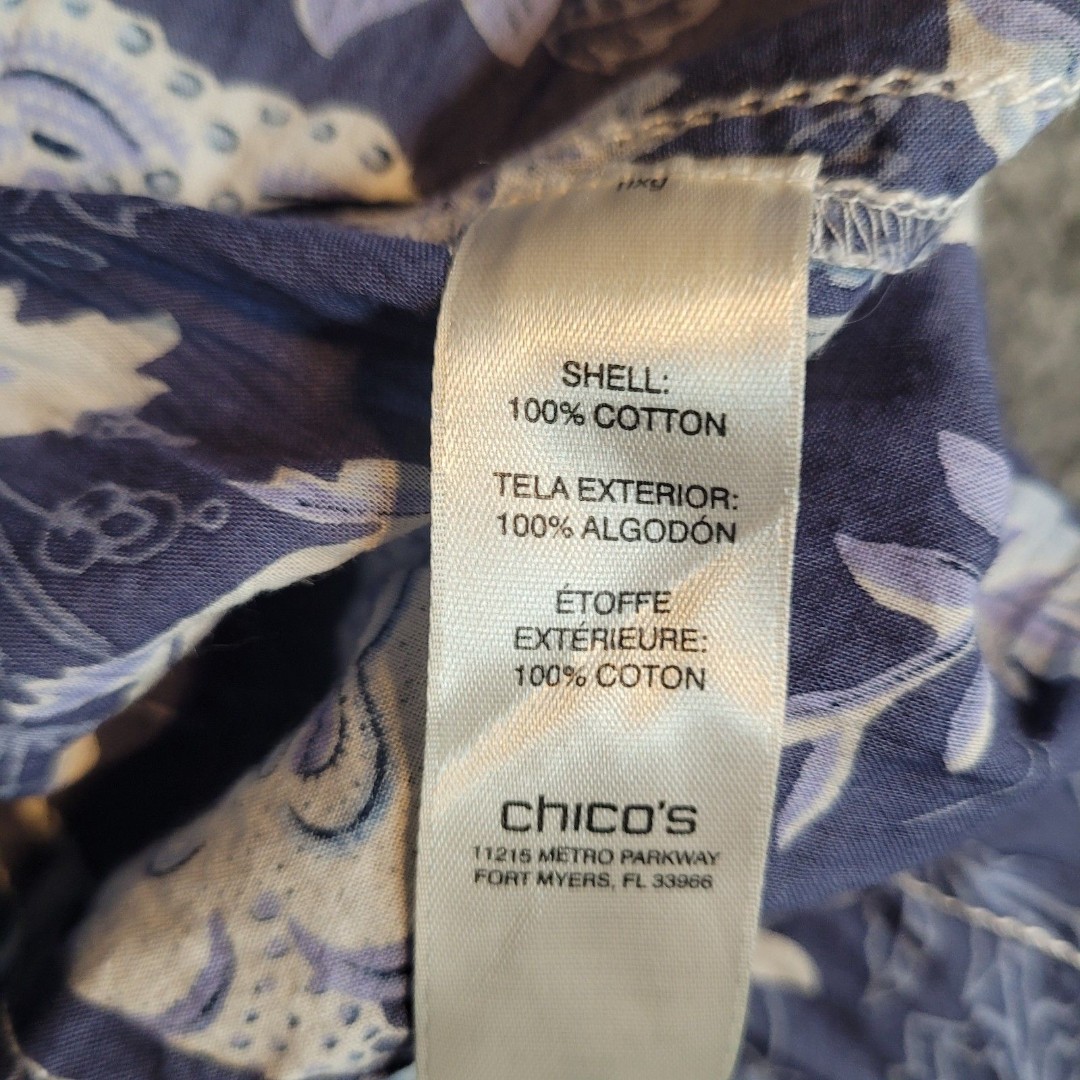 SHELL:
100% COTTON
TELA EXTERIOR:
100% ALGODÓN
ÉTOFFE
EXTÉRIEURE:
100% COTON
chico's
11215 METRO PARKWAY
FORT MYERS, FL 33966